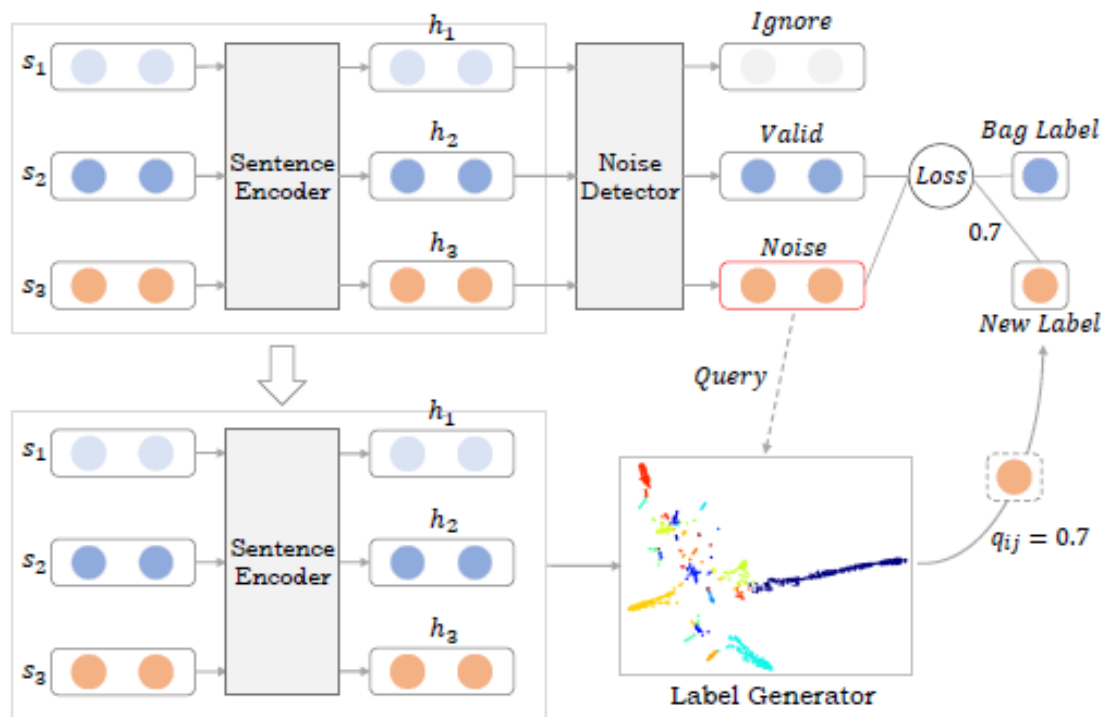 h₁
Ignore
s₁
h₂
Valid
Bag Label
s₂
Sentence
Encoder
Noise
Detector
Loss
h₃
Noise
0.7
s₃
New Label
Query
h₁
s₁
h₂
s₂
Sentence
Encoder
qᵢⱼ = 0.7
h₃
s₃
Label Generator